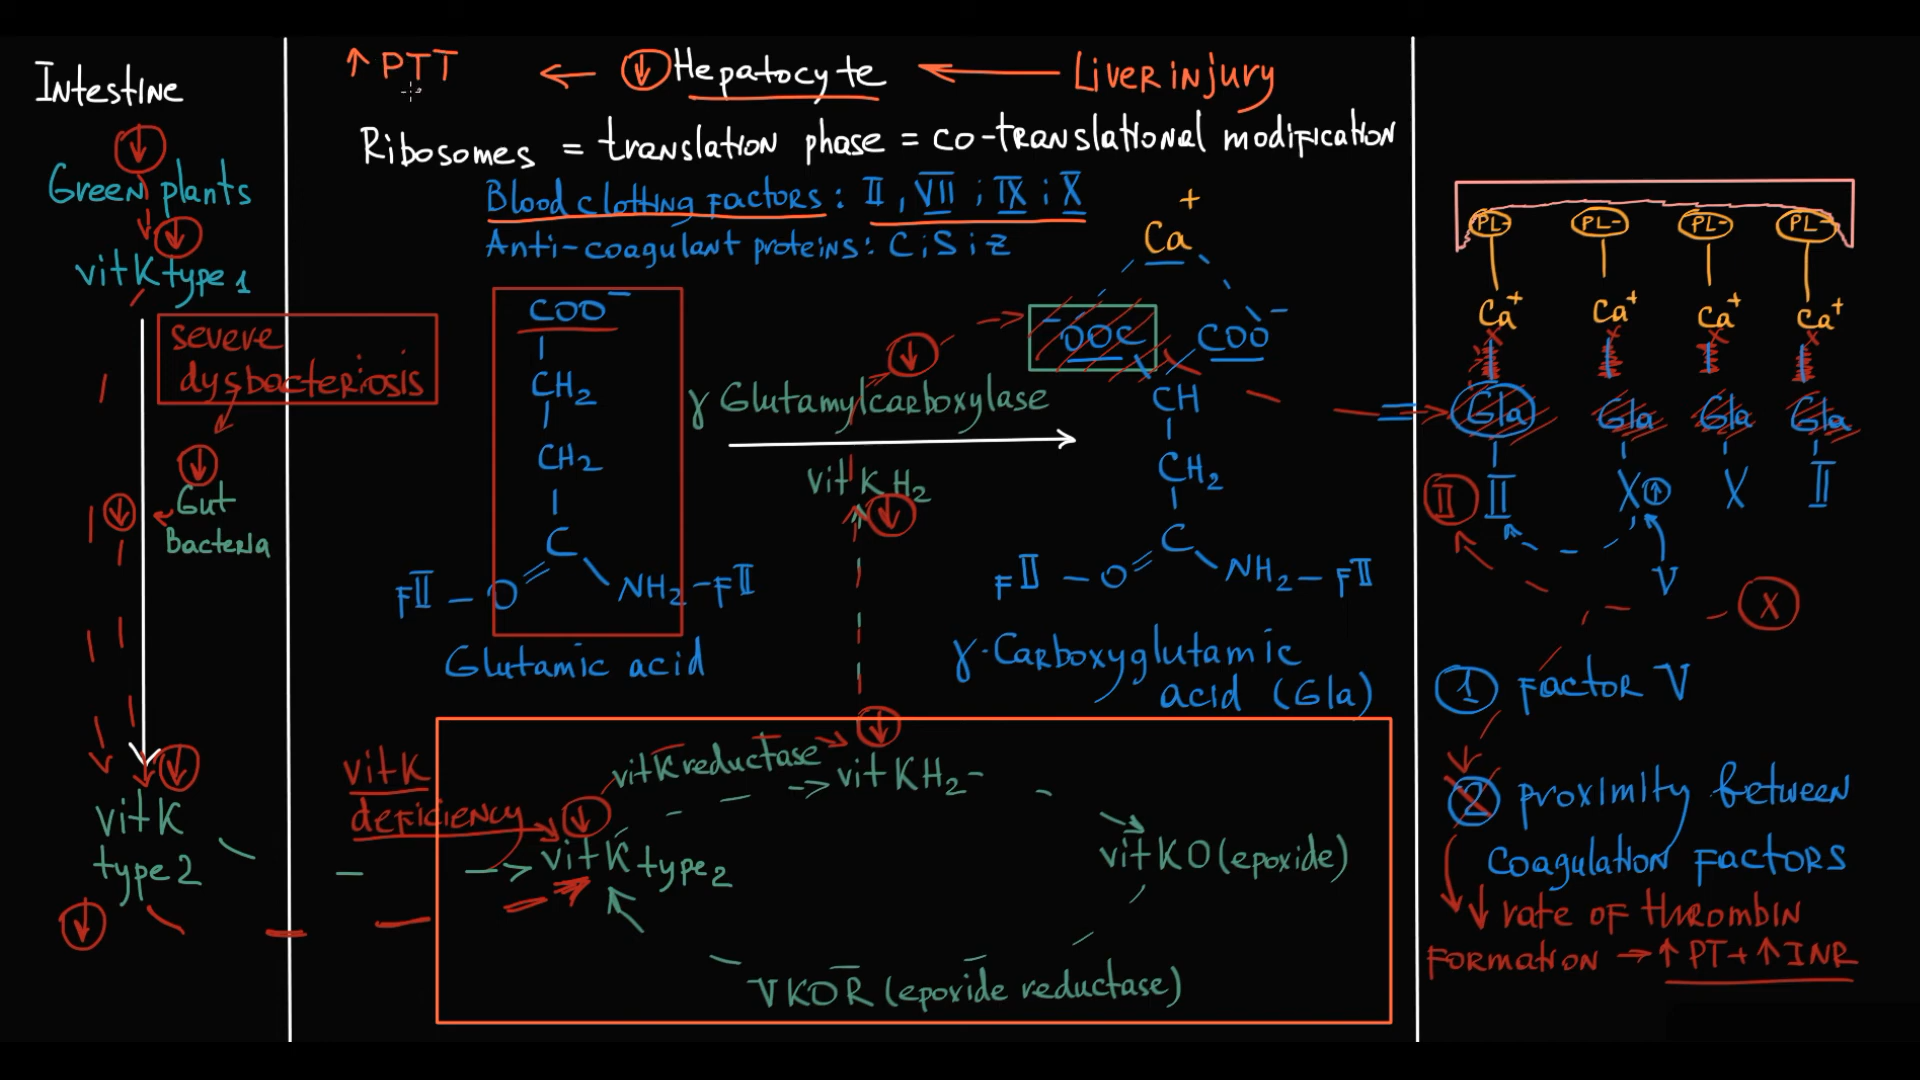 Intestine
↓
Green plants
↓
vit K type 1
severe
dysbacteriosis
↓
Gut
Bacteria
↓
↓
vit K
type 2
↓
↑ PTT ← ↓ Hepatocyte ← Liver injury
Ribosomes = translation phase = co-translational modification
Blood clotting factors: II, VII; IX; X
Anti-coagulant proteins: C; S; Z
COO⁻
CH₂
CH₂
C
FII – O
NH₂ – FII
Glutamic acid
↓
γ Glutamylcarboxylase
vit KH₂
↓
Ca⁺
⁻OOC COO⁻
CH
CH₂
C
FII – O
NH₂ – FII
γ-Carboxyglutamic
acid (Gla)
vit K
deficiency
↓
vit K type 2
vit K reductase
↓
vit KH₂
vit KO (epoxide)
VKOR (epoxide reductase)
PL- PL- PL- PL-
Ca⁺ Ca⁺ Ca⁺ Ca⁺
Gla Gla Gla Gla
II II X↑ X II
V
X
1 Factor V
2 proximity between
Coagulation Factors
↓ rate of thrombin
formation → ↑ PT + ↑ INR